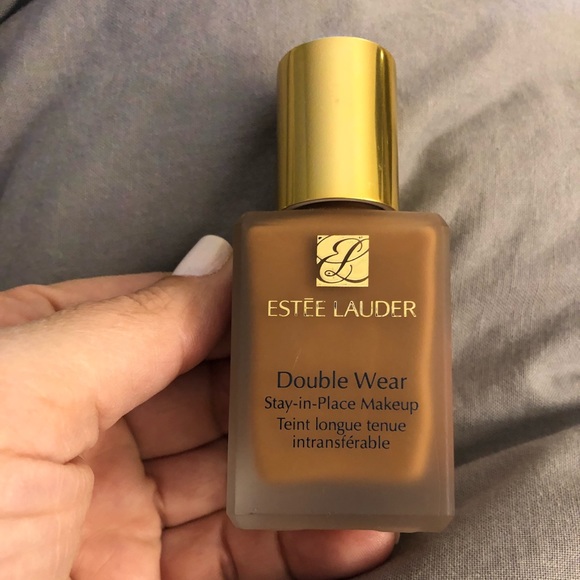 ESTĒE LAUDER
Double Wear
Stay-in-Place Makeup
Teint longue tenue
intransférable